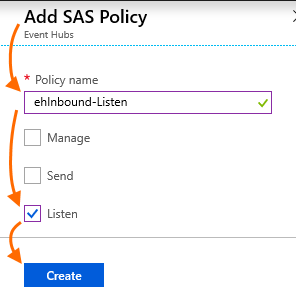 Add SAS Policy
Event Hubs
* Policy name
ehInbound-Listen
Manage
Send
Listen
Create